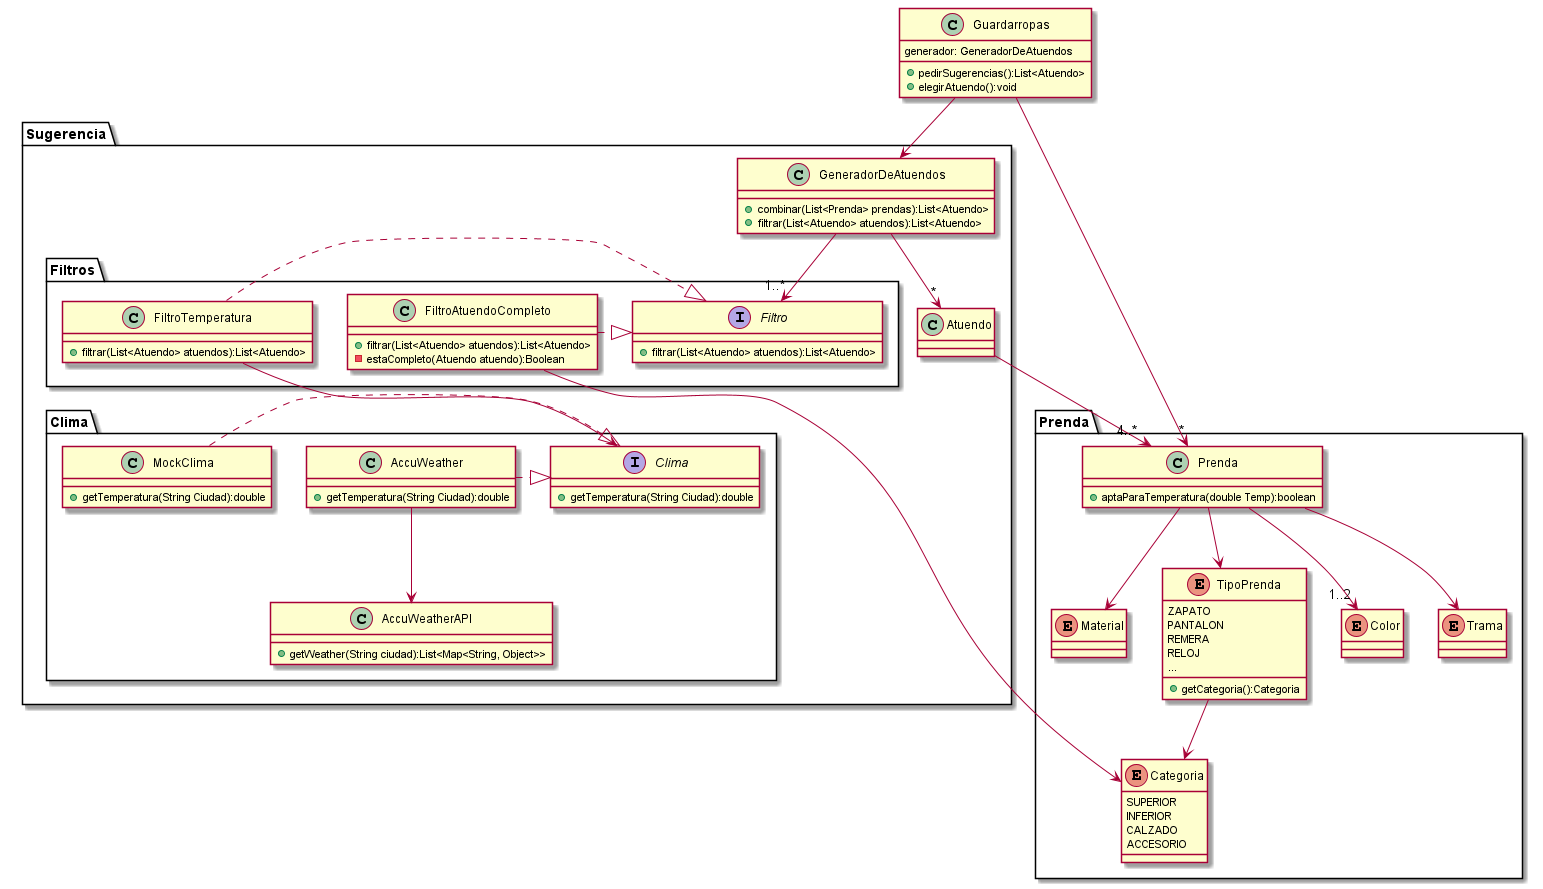 C Guardarropas
generador: GeneradorDeAtuendos
pedirSugerencias():List<Atuendo>
elegirAtuendo():void
Sugerencia
C GeneradorDeAtuendos
combinar(List<Prenda> prendas):List<Atuendo>
filtrar(List<Atuendo> atuendos):List<Atuendo>
Filtros
C FiltroTemperatura
filtrar(List<Atuendo> atuendos):List<Atuendo>
C FiltroAtuendoCompleto
filtrar(List<Atuendo> atuendos):List<Atuendo>
estaCompleto(Atuendo atuendo):Boolean
1..*
I Filtro
filtrar(List<Atuendo> atuendos):List<Atuendo>
*
C Atuendo
Clima
C MockClima
getTemperatura(String Ciudad):double
C AccuWeather
getTemperatura(String Ciudad):double
I Clima
getTemperatura(String Ciudad):double
C AccuWeatherAPI
getWeather(String ciudad):List<Map<String, Object>>
Prenda
4..*
*
C Prenda
aptaParaTemperatura(double Temp):boolean
E Material
E TipoPrenda
ZAPATO
PANTALON
REMERA
RELOJ
...
getCategoria():Categoria
1..2
E Color
E Trama
E Categoria
SUPERIOR
INFERIOR
CALZADO
ACCESORIO